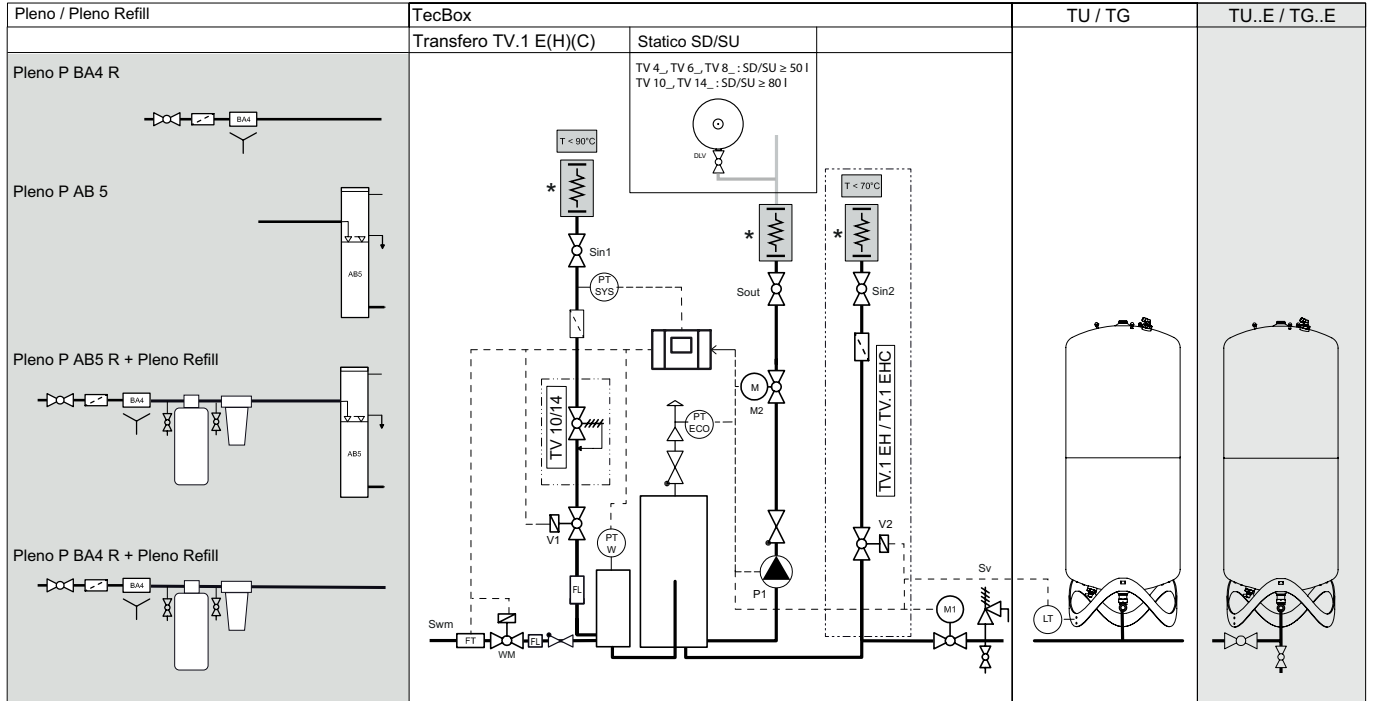 Pleno / Pleno Refill
TecBox
TU / TG
TU..E / TG..E
Transfero TV.1 E(H)(C)
Statico SD/SU
Pleno P BA4 R
BA4
Pleno P AB 5
AB5
Pleno P AB5 R + Pleno Refill
BA4
AB5
Pleno P BA4 R + Pleno Refill
BA4
TV 4_, TV 6_, TV 8_ : SD/SU ≥ 50 l
TV 10_, TV 14_ : SD/SU ≥ 80 l
DLV
T < 90°C
*
Sin1
PT
SYS
TV 10/14
V1
PT
W
FL
Swm
FT
WM
FL
PT
ECO
*
Sout
M
M2
P1
T < 70°C
*
Sin2
TV.1 EH / TV.1 EHC
V2
M1
Sv
LT